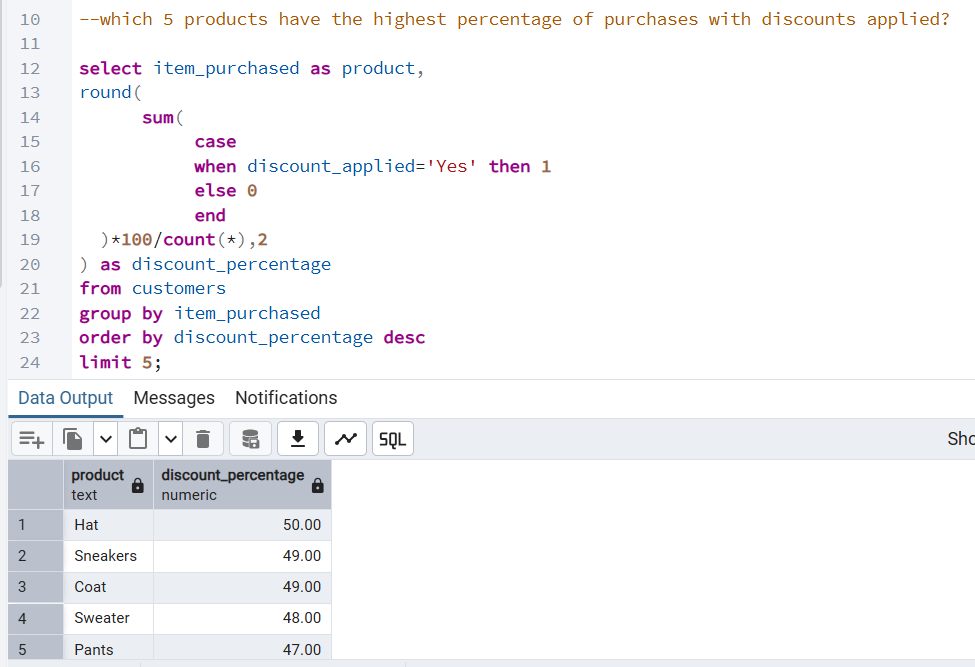 10 --which 5 products have the highest percentage of purchases with discounts applied?
11
12 select item_purchased as product,
13 round(
14 sum(
15 case
16 when discount_applied='Yes' then 1
17 else 0
18 end
19 )*100/count(*),2
20 ) as discount_percentage
21 from customers
22 group by item_purchased
23 order by discount_percentage desc
24 limit 5;
Data Output Messages Notifications
SQL
product discount_percentage
text numeric
1 Hat 50.00
2 Sneakers 49.00
3 Coat 49.00
4 Sweater 48.00
5 Pants 47.00